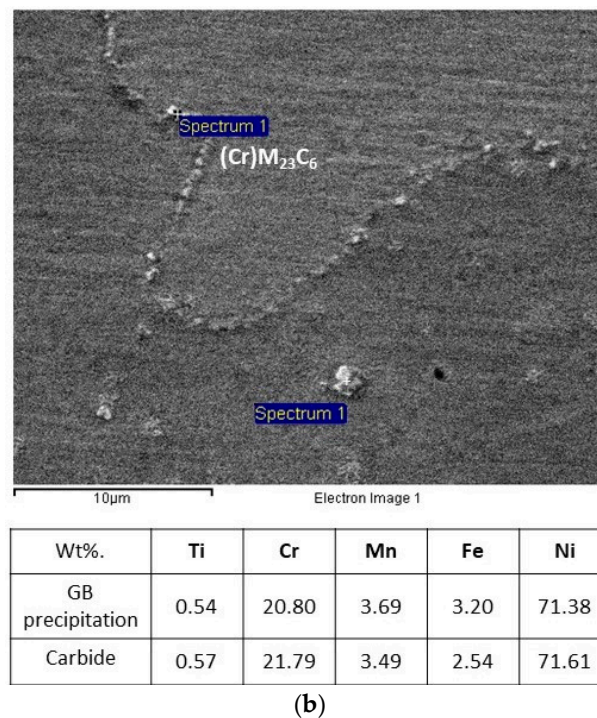 Spectrum 1
(Cr)M₂₃C₆
Spectrum 1
10μm Electron Image 1
Wt%. Ti Cr Mn Fe Ni
GB
precipitation 0.54 20.80 3.69 3.20 71.38
Carbide 0.57 21.79 3.49 2.54 71.61
(b)